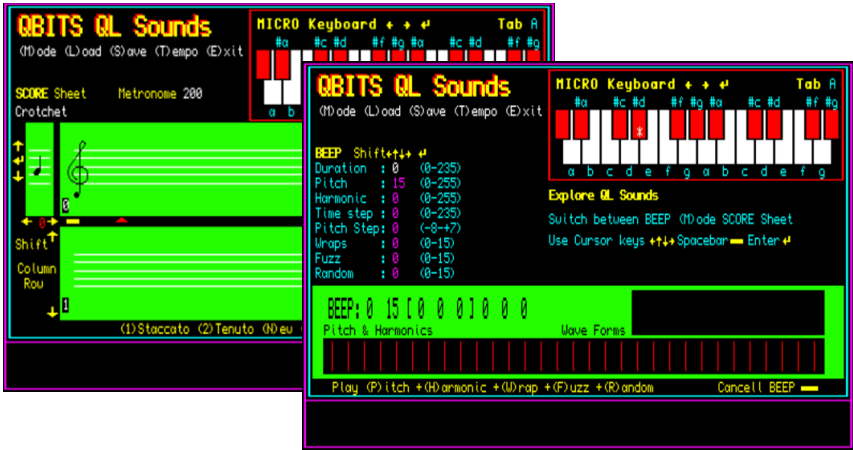 QBITS QL Sounds
(M)ode (L)oad (S)ave (T)empo (E)xit
MICRO Keyboard ← → ↵ Tab A
#a #c #d #f #g #a #c #d #f #g
a b
SCORE Sheet Metronome 200
Crotchet
0
← 0→
Shift
Column
Row
1
(1)Staccato (2)Tenuto (N)ew
QBITS QL Sounds
(M)ode (L)oad (S)ave (T)empo (E)xit
MICRO Keyboard ← → ↵ Tab A
#a #c #d #f #g #a #c #d #f #g
*
a b c d e f g a b c d e f g
BEEP Shift←↑↓→ ↵
Duration : 0 (0-235)
Pitch : 15 (0-255)
Harmonic : 0 (0-255)
Time step : 0 (0-235)
Pitch Step: 0 (-8-+7)
Wraps : 0 (0-15)
Fuzz : 0 (0-15)
Random : 0 (0-15)
Explore QL Sounds
Switch between BEEP (M)ode SCORE Sheet
Use Cursor keys ←↑↓→ Spacebar Enter ↵
BEEP: 0 15 [ 0 0 0 ] 0 0 0
Pitch & Harmonics Wave Forms
Play (P)itch +(H)armonic +(W)rap +(F)uzz +(R)andom Cancell BEEP